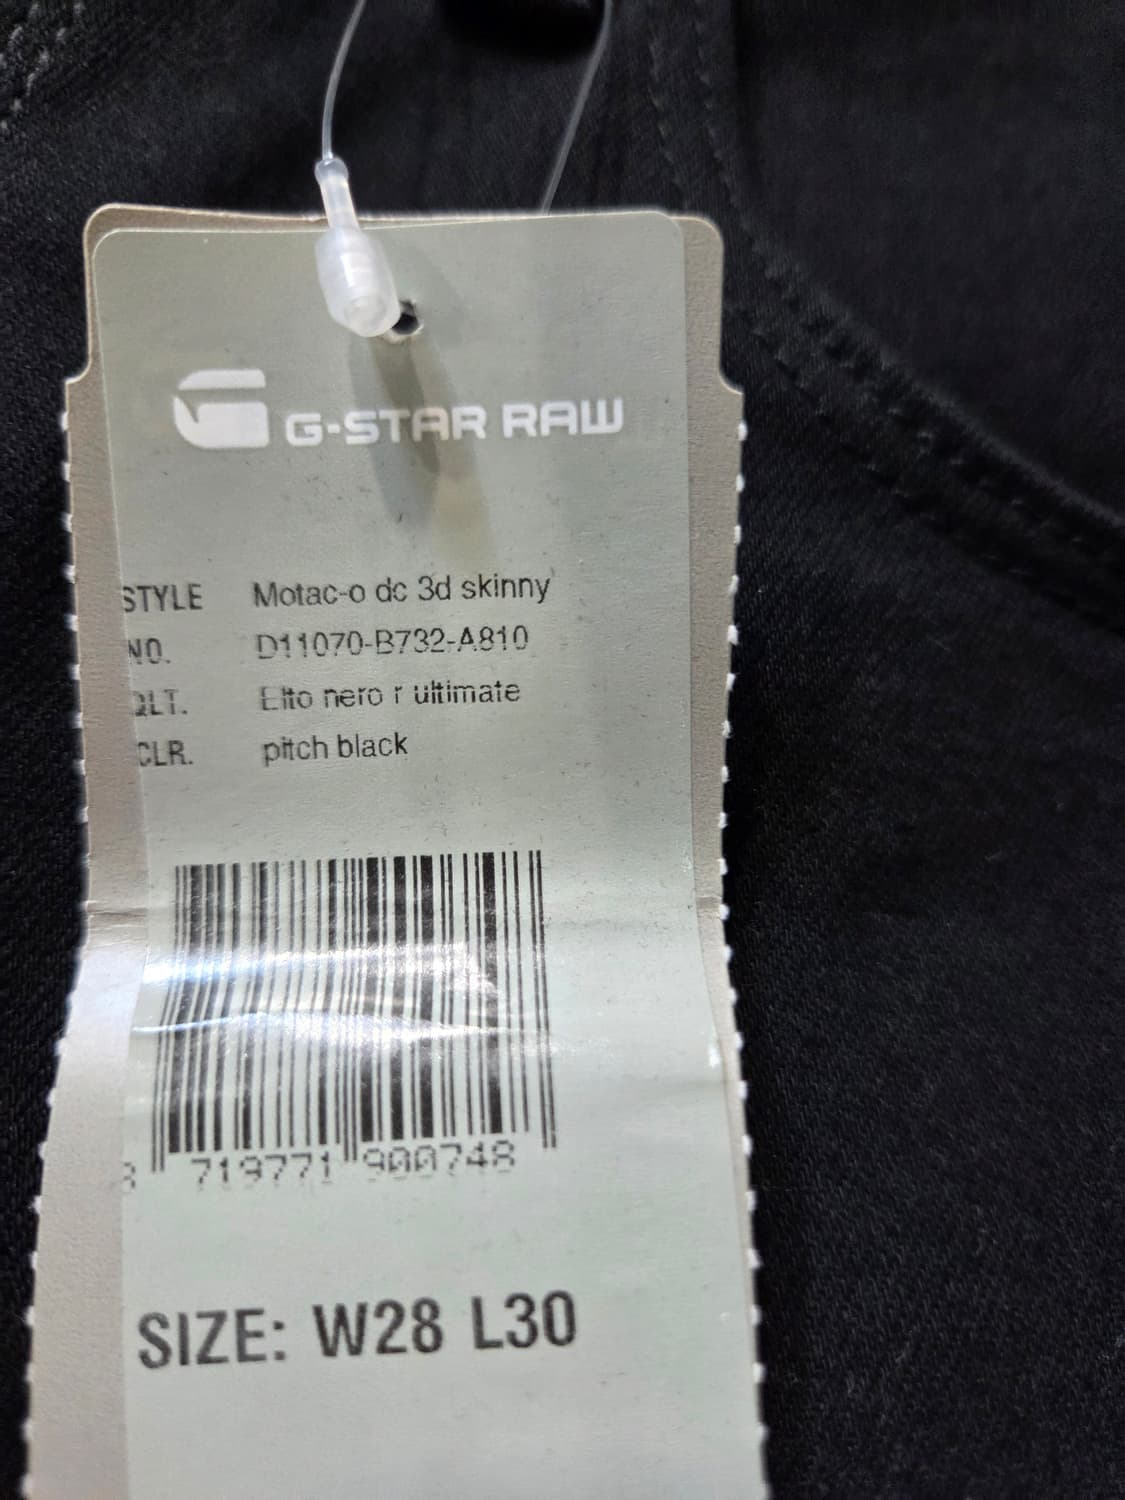 G-STAR RAW
STYLE Motac-o dc 3d skinny
NO. D11070-B732-A810
QLT. Elto nero r ultimate
CLR. pitch black
8 719771 900748
SIZE: W28 L30